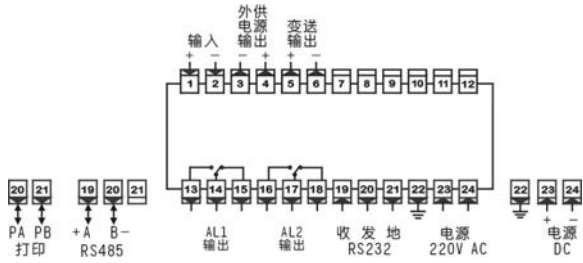 外供 变送
输入 电源 输出
输出
+ − − + + −
1 2 3 4 5 6 7 8 9 10 11 12
20 21 19 20 21 13 14 15 16 17 18 19 20 21 22 23 24 22 23 24
PA PB +A B− AL1 AL2 收 发 地 电源 + −
打印 RS485 输出 输出 RS232 220V AC 电源
DC